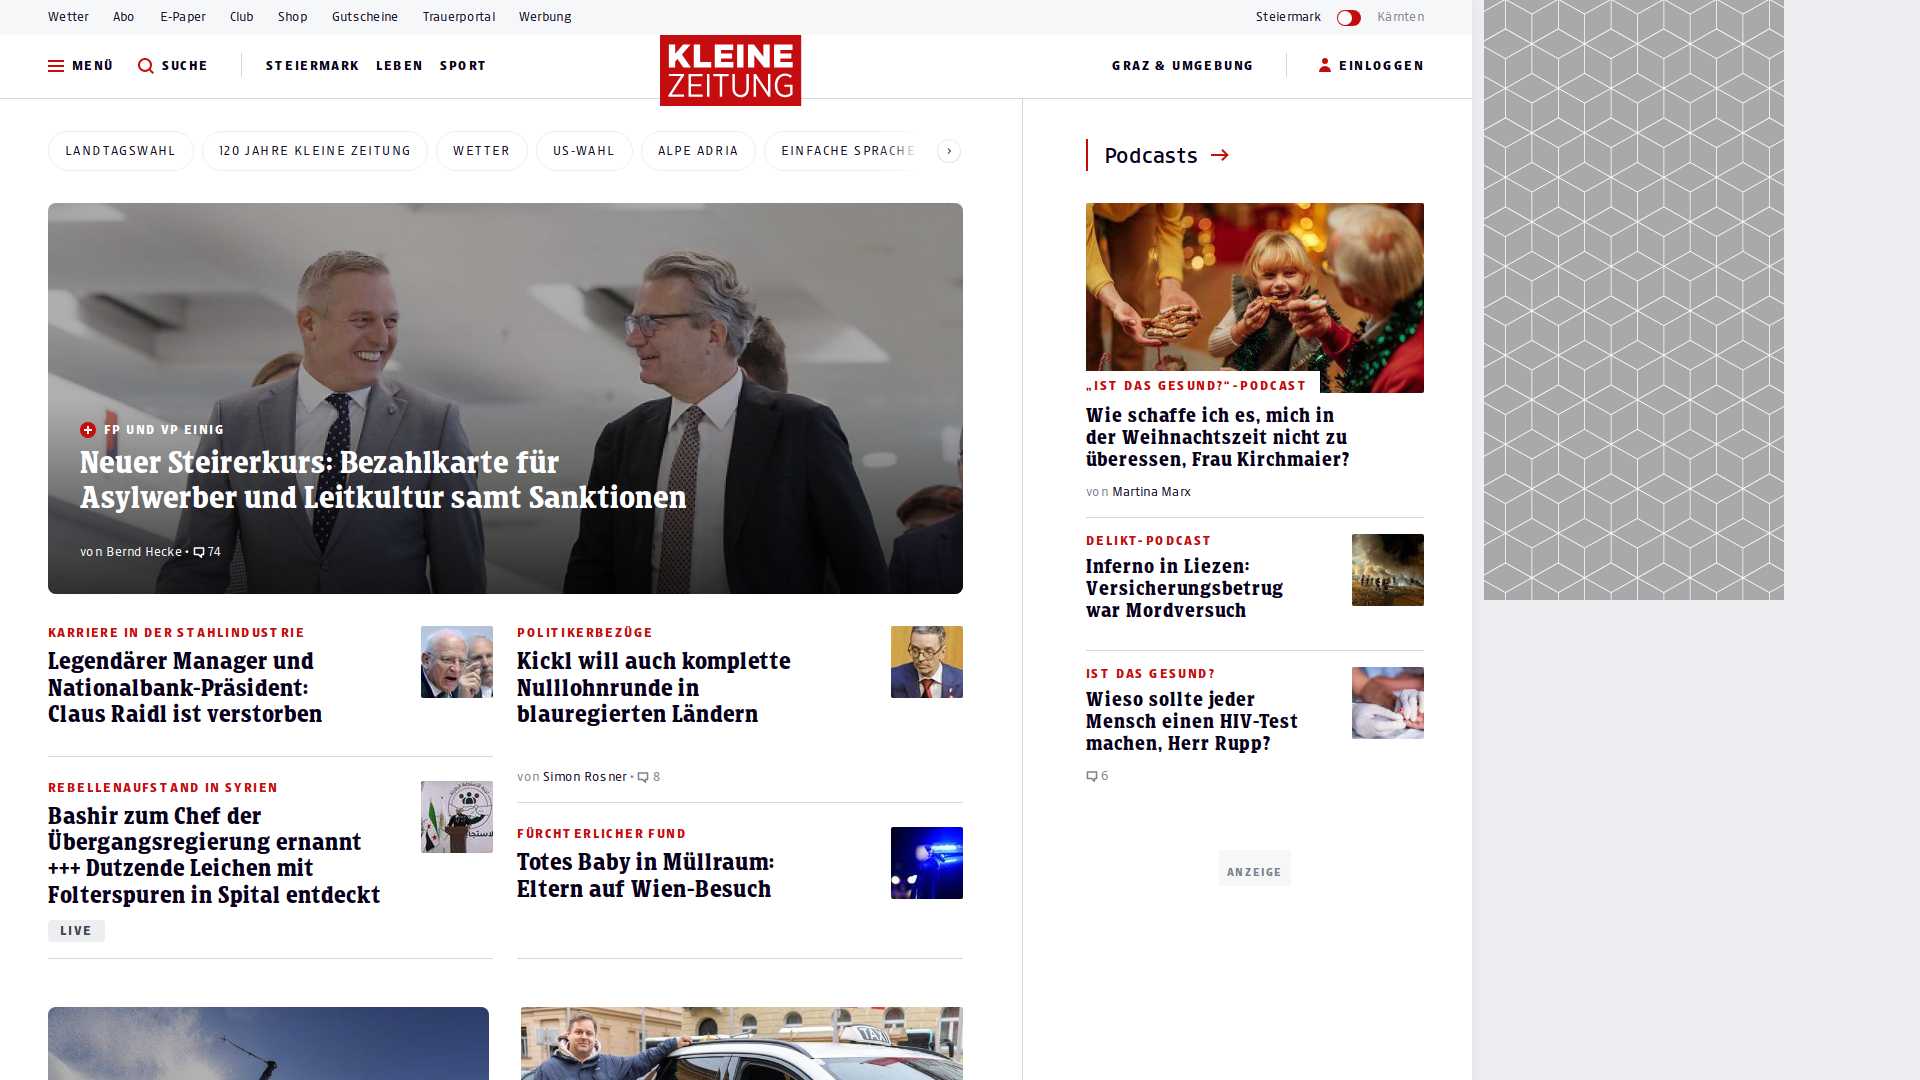 Wetter Abo E-Paper Club Shop Gutscheine Trauerportal Werbung Steiermark Kärnten
MENÜ SUCHE STEIERMARK LEBEN SPORT KLEINE ZEITUNG GRAZ & UMGEBUNG EINLOGGEN
LANDTAGSWAHL 120 JAHRE KLEINE ZEITUNG WETTER US-WAHL ALPE ADRIA EINFACHE SPRACHE
FP UND VP EINIG
Neuer Steirerkurs: Bezahlkarte für
Asylwerber und Leitkultur samt Sanktionen
von Bernd Hecke • 74
KARRIERE IN DER STAHLINDUSTRIE
Legendärer Manager und
Nationalbank-Präsident:
Claus Raidl ist verstorben
REBELLENAUFSTAND IN SYRIEN
Bashir zum Chef der
Übergangsregierung ernannt
+++ Dutzende Leichen mit
Folterspuren in Spital entdeckt
LIVE
POLITIKERBEZÜGE
Kickl will auch komplette
Nulllohnrunde in
blauregierten Ländern
von Simon Rosner • 8
FÜRCHTERLICHER FUND
Totes Baby in Müllraum:
Eltern auf Wien-Besuch
TAXI
Podcasts
„IST DAS GESUND?“-PODCAST
Wie schaffe ich es, mich in
der Weihnachtszeit nicht zu
überessen, Frau Kirchmaier?
von Martina Marx
DELIKT-PODCAST
Inferno in Liezen:
Versicherungsbetrug
war Mordversuch
IST DAS GESUND?
Wieso sollte jeder
Mensch einen HIV-Test
machen, Herr Rupp?
6
ANZEIGE